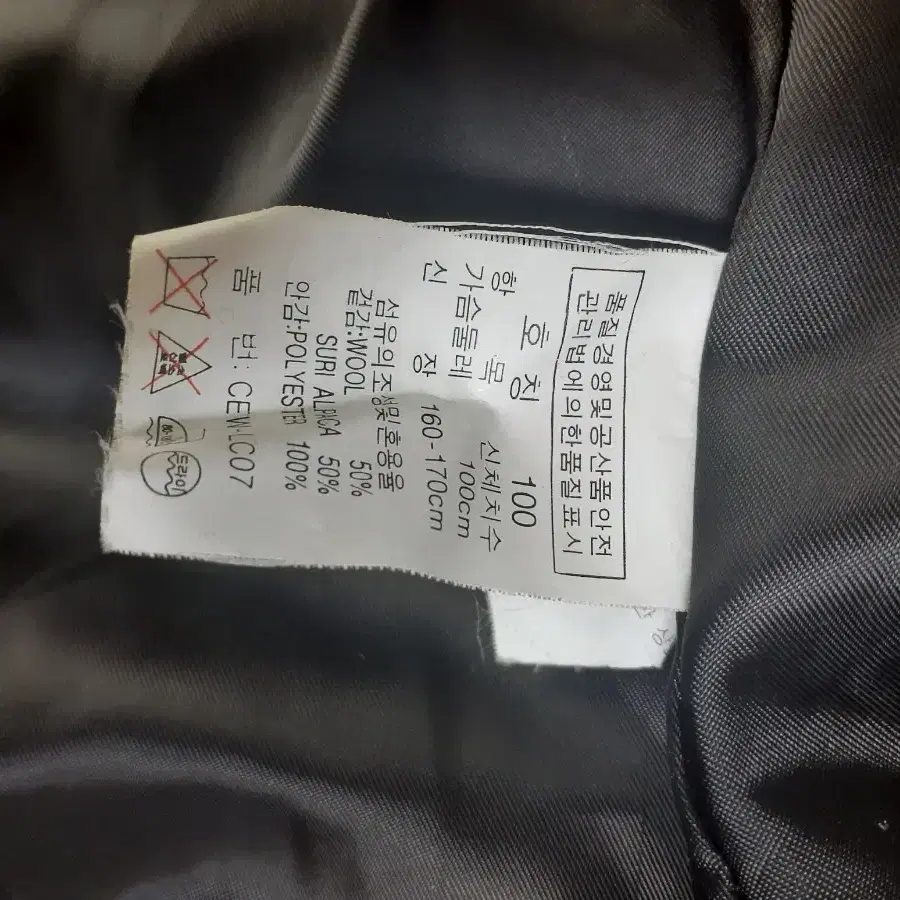 품질경영및공산품안전
관리법에의한품질표시
호칭 100
항목 신체치수
가슴둘레 100cm
신장 160-170cm
섬유의조성및혼용율
겉감:WOOL 50%
SURI ALPACA 50%
안감:POLYESTER 100%
품번: CEW-LC07
드라이